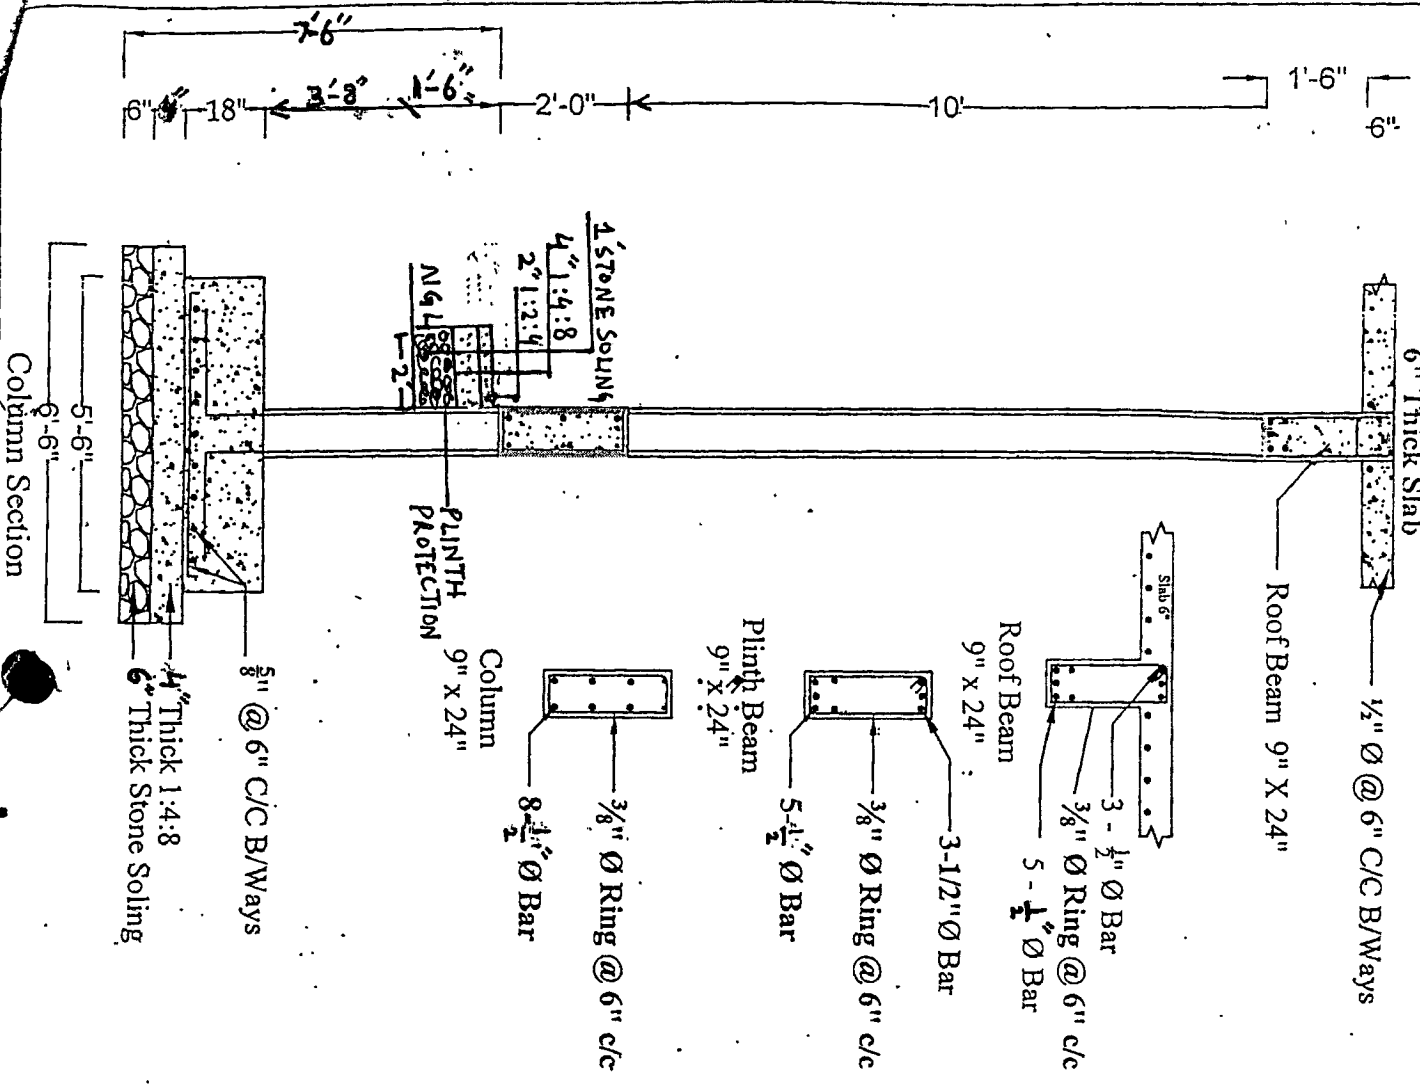 7'-6"
6"
18"
3'-8"
1'-6"
2'-0"
10'
1'-6"
6"
6" Thick Slab
½" Ø @ 6" C/C B/Ways
Roof Beam 9" X 24"
1' STONE SOLING
4" 1:4:8
2" 1:2:4
NGL
2'
PLINTH
PROTECTION
5'-6"
6'-6"
Column Section
Slab 6"
3 - ½" Ø Bar
⅜" Ø Ring @ 6" c/c
5 - ½" Ø Bar
Roof Beam
9" x 24"
3-1/2"Ø Bar
⅜" Ø Ring @ 6" c/c
5-½" Ø Bar
Plinth Beam
9" x 24"
⅜" Ø Ring @ 6" c/c
8-½" Ø Bar
Column
9" x 24"
⅝" @ 6" C/C B/Ways
4" Thick 1:4:8
6" Thick Stone Soling